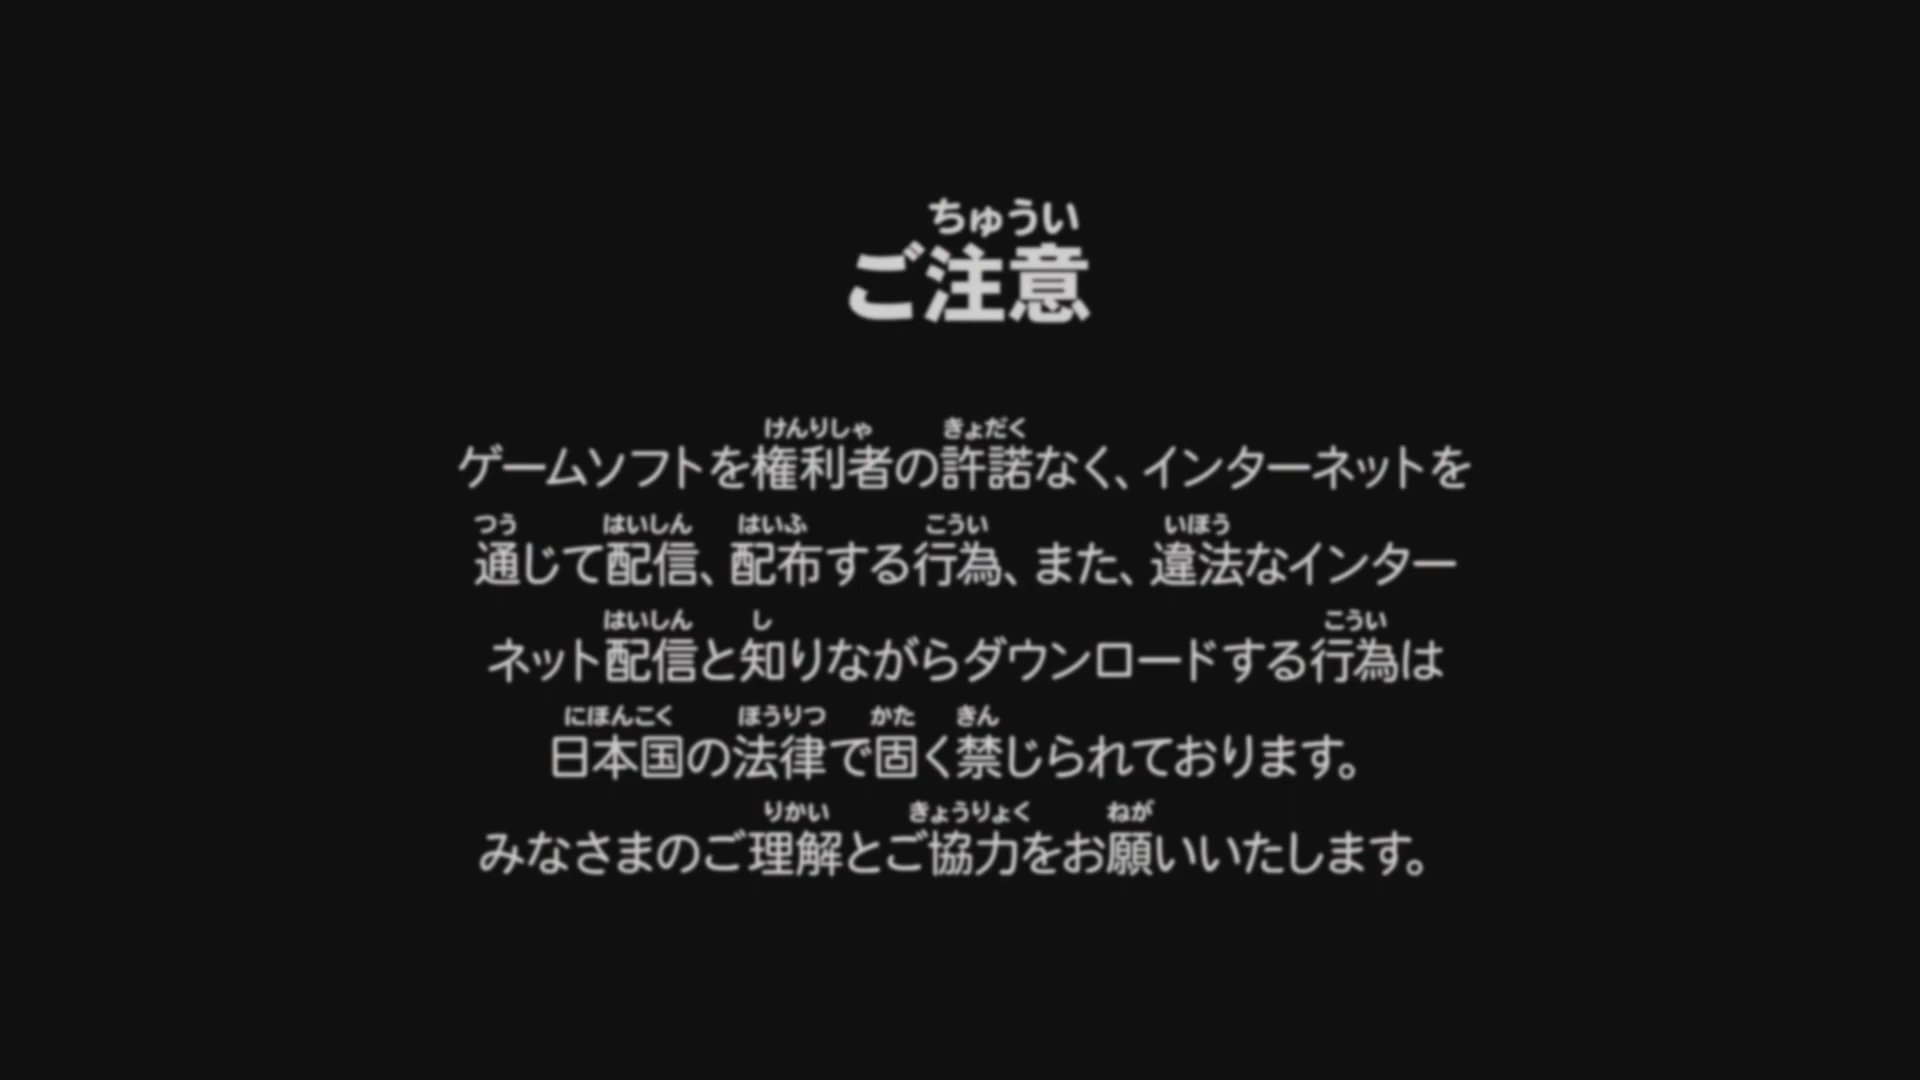 ちゅうい
ご注意
けんりしゃ きょだく
ゲームソフトを権利者の許諾なく、インターネットを
つう はいしん はいふ こうい いほう
通じて配信、配布する行為、また、違法なインター
はいしん し こうい
ネット配信と知りながらダウンロードする行為は
にほんこく ほうりつ かた きん
日本国の法律で固く禁じられております。
りかい きょうりょく ねが
みなさまのご理解とご協力をお願いいたします。